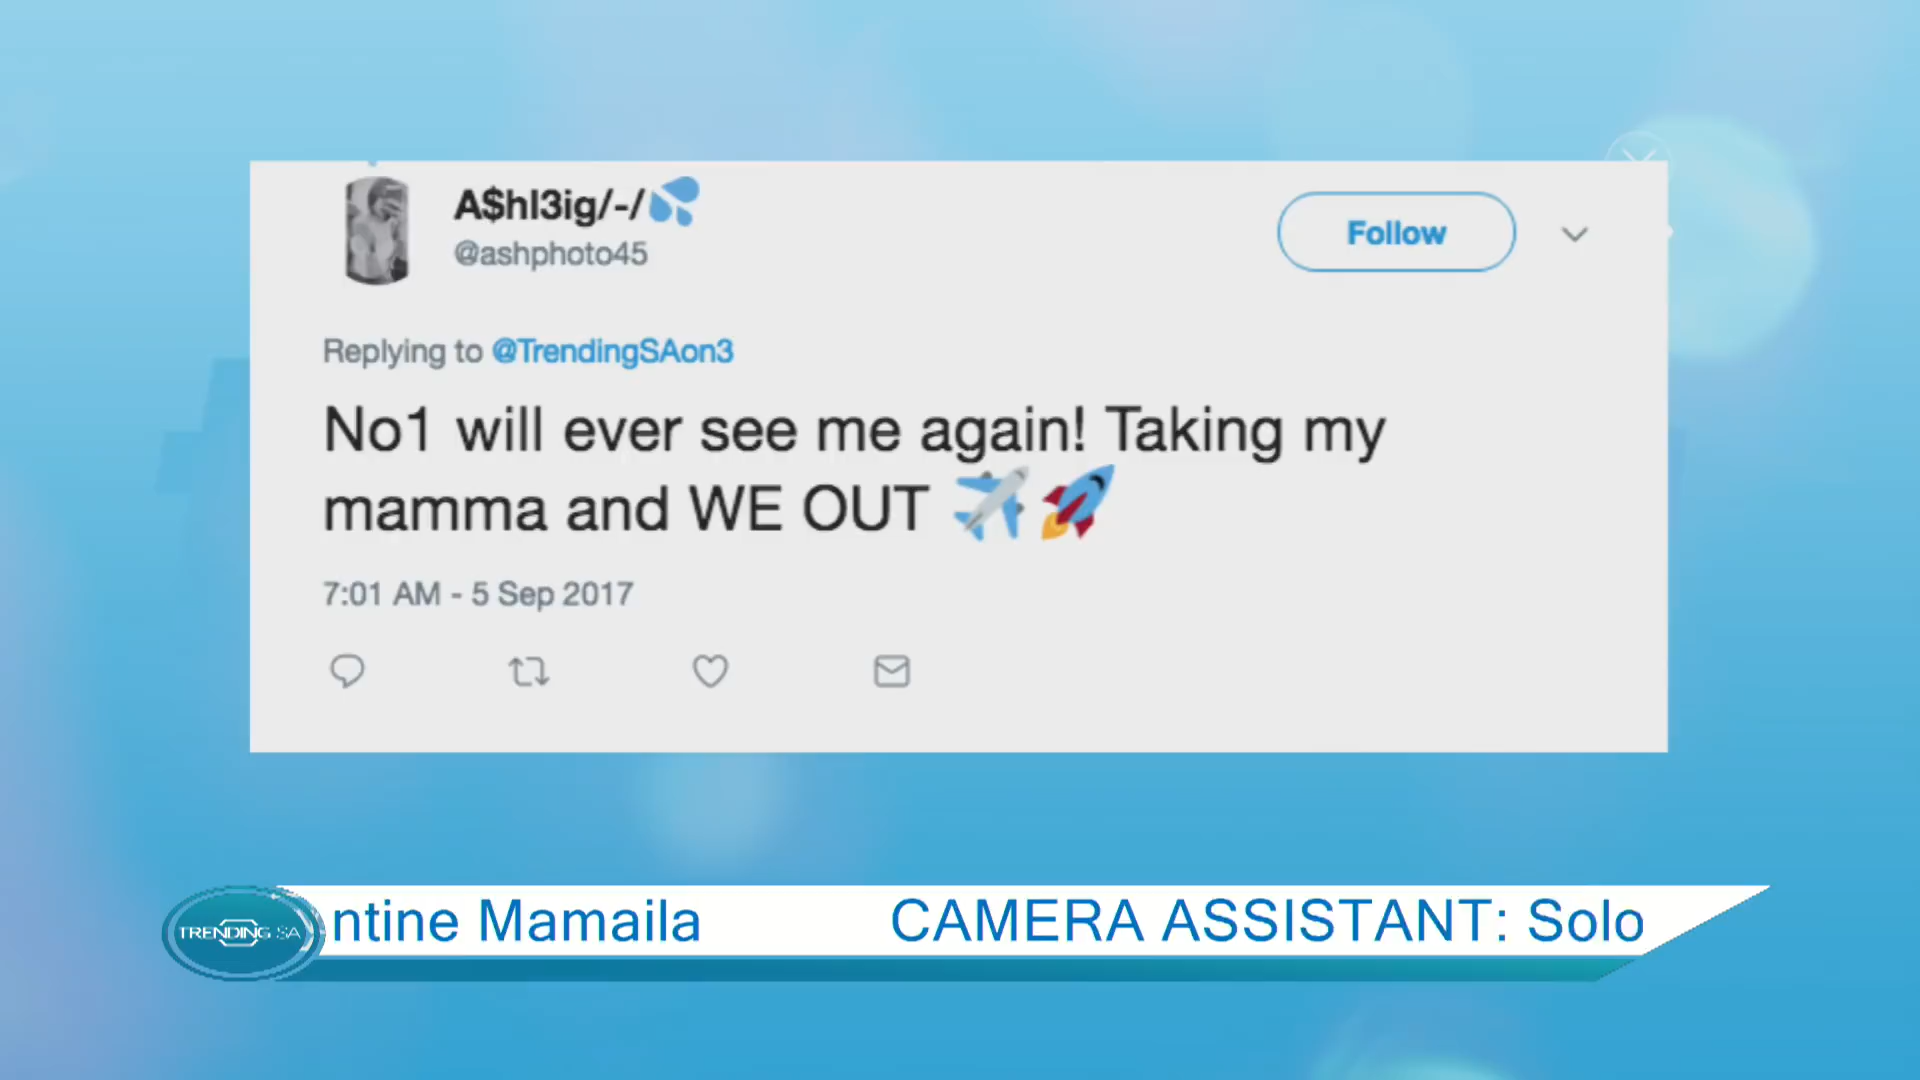 A$hl3ig/-/💦
@ashphoto45
Follow
Replying to @TrendingSAon3
No1 will ever see me again! Taking my
mamma and WE OUT ✈️🚀
7:01 AM - 5 Sep 2017
TRENDING SA
ntine Mamaila CAMERA ASSISTANT: Solo